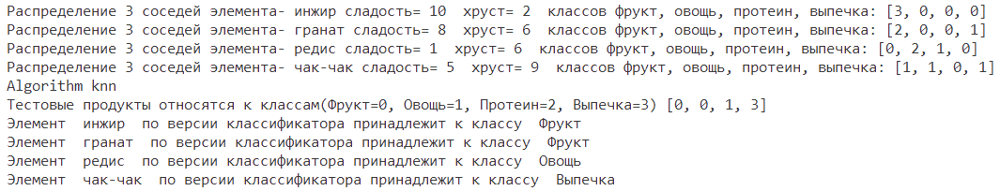 Распределение 3 соседей элемента- инжир сладость= 10  хруст= 2  классов фрукт, овощь, протеин, выпечка: [3, 0, 0, 0]
Распределение 3 соседей элемента- гранат сладость= 8  хруст= 6  классов фрукт, овощь, протеин, выпечка: [2, 0, 0, 1]
Распределение 3 соседей элемента- редис сладость= 1  хруст= 6  классов фрукт, овощь, протеин, выпечка: [0, 2, 1, 0]
Распределение 3 соседей элемента- чак-чак сладость= 5  хруст= 9  классов фрукт, овощь, протеин, выпечка: [1, 1, 0, 1]
Algorithm knn
Тестовые продукты относятся к классам(Фрукт=0, Овощь=1, Протеин=2, Выпечка=3) [0, 0, 1, 3]
Элемент  инжир  по версии классификатора принадлежит к классу  Фрукт
Элемент  гранат  по версии классификатора принадлежит к классу  Фрукт
Элемент  редис  по версии классификатора принадлежит к классу  Овощь
Элемент  чак-чак  по версии классификатора принадлежит к классу  Выпечка